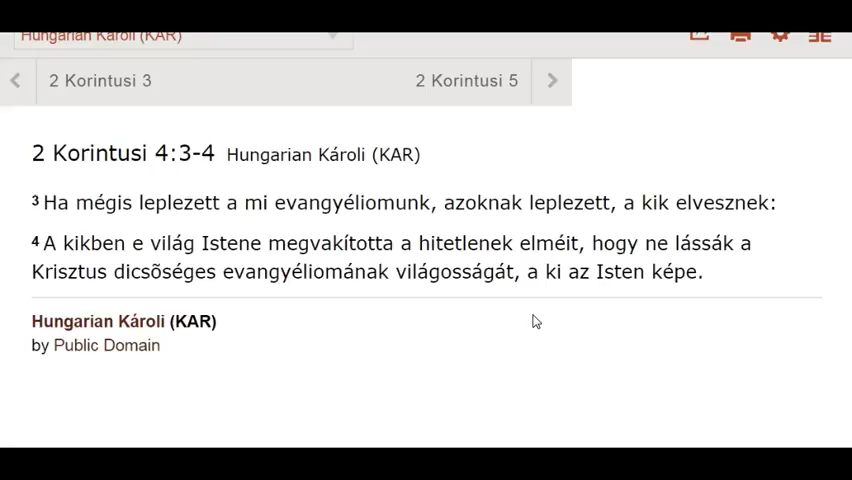 Hungarian Károli (KAR)
2 Korintusi 3
2 Korintusi 5
2 Korintusi 4:3-4 Hungarian Károli (KAR)
3 Ha mégis leplezett a mi evangyéliomunk, azoknak leplezett, a kik elvesznek:
4 A kikben e világ Istene megvakította a hitetlenek elméit, hogy ne lássák a
Krisztus dicsõséges evangyéliomának világosságát, a ki az Isten képe.
Hungarian Károli (KAR)
by Public Domain